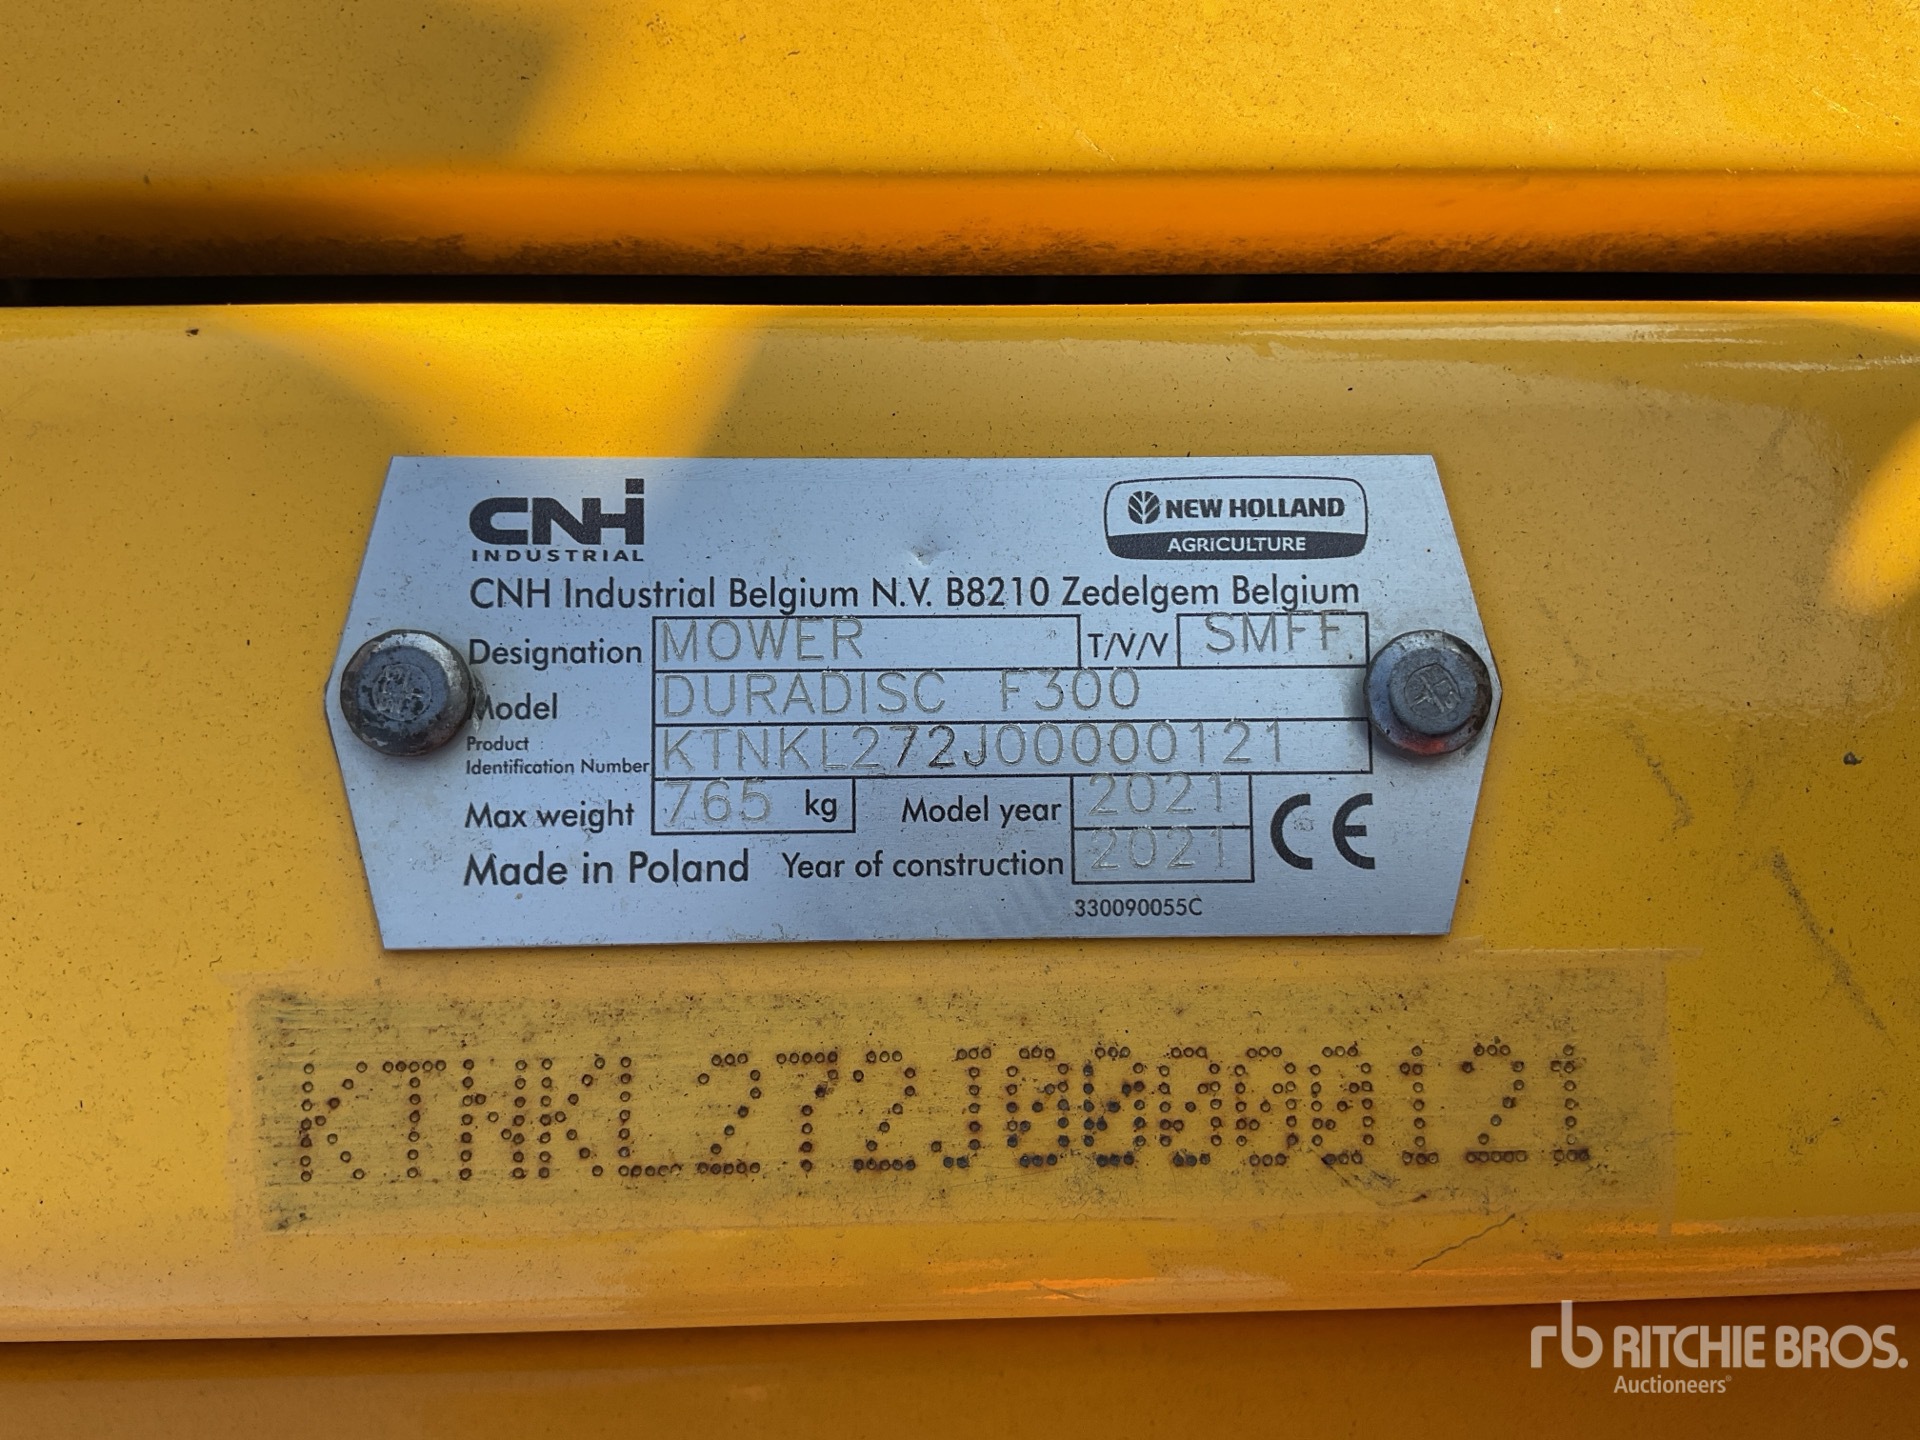 CNHi
INDUSTRIAL
NEW HOLLAND
AGRICULTURE
CNH Industrial Belgium N.V. B8210 Zedelgem Belgium
Designation MOWER T/V/V SMFF
Model DURADISC F300
Product
Identification Number KTNKL272J00000121
Max weight 765 kg Model year 2021
Made in Poland Year of construction 2021
CE
330090055C
KTNKL272J00000121
rb RITCHIE BROS.
Auctioneers